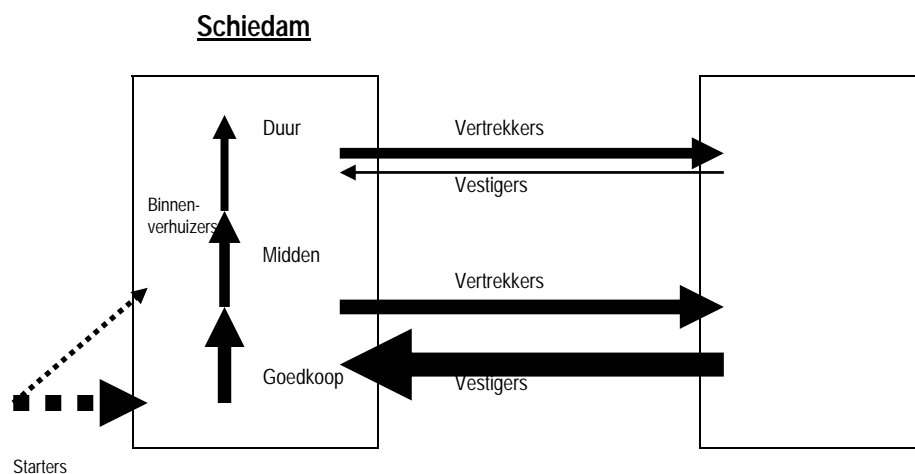 Schiedam
Duur
Vertrekkers
Vestigers
Binnen-
verhuizers
Midden
Vertrekkers
Goedkoop
Vestigers
Starters